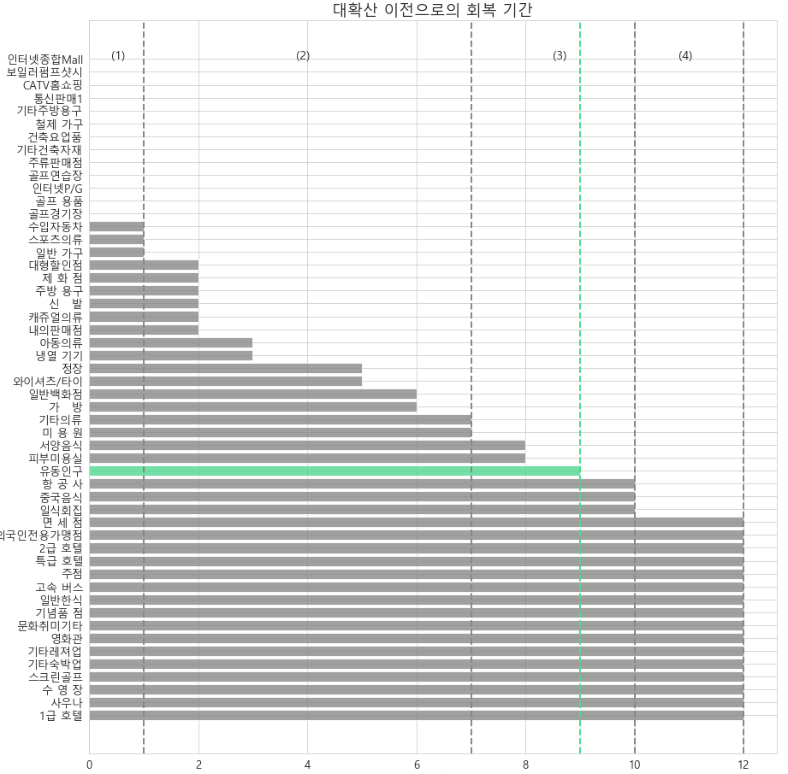 대확산 이전으로의 회복 기간
(1) (2) (3) (4)
인터넷종합Mall
보일러펌프샷시
CATV홈쇼핑
통신판매1
기타주방용구
철제 가구
건축요업품
기타건축자재
주류판매점
골프연습장
인터넷P/G
골프 용품
골프경기장
수입자동차
스포츠의류
일반 가구
대형할인점
제 화 점
주방 용구
신 발
캐쥬얼의류
내의판매점
아동의류
냉열 기기
정장
와이셔츠/타이
일반백화점
가 방
기타의류
미 용 원
서양음식
피부미용실
유동인구
항 공 사
중국음식
일식회집
면 세 점
외국인전용가맹점
2급 호텔
특급 호텔
주점
고속 버스
일반한식
기념품 점
문화취미기타
영화관
기타레져업
기타숙박업
스크린골프
수 영 장
사우나
1급 호텔
0 2 4 6 8 10 12